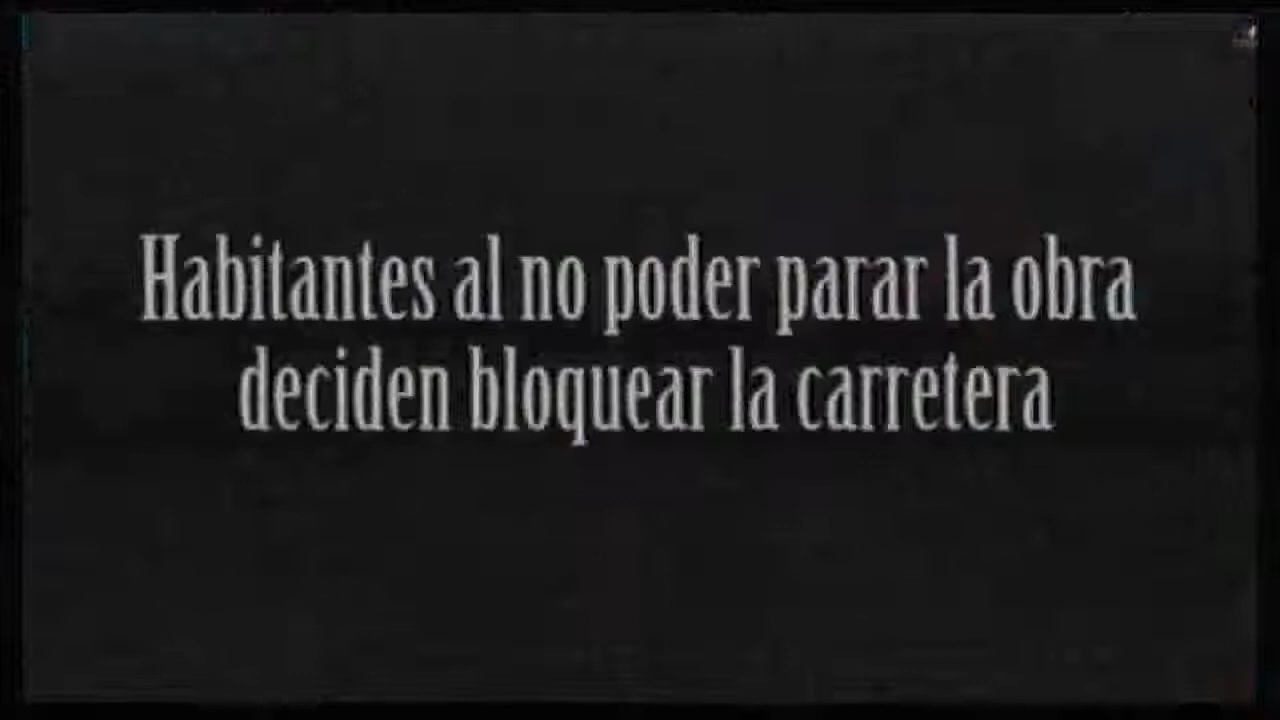 Habitantes al no poder parar la obra
deciden bloquear la carretera